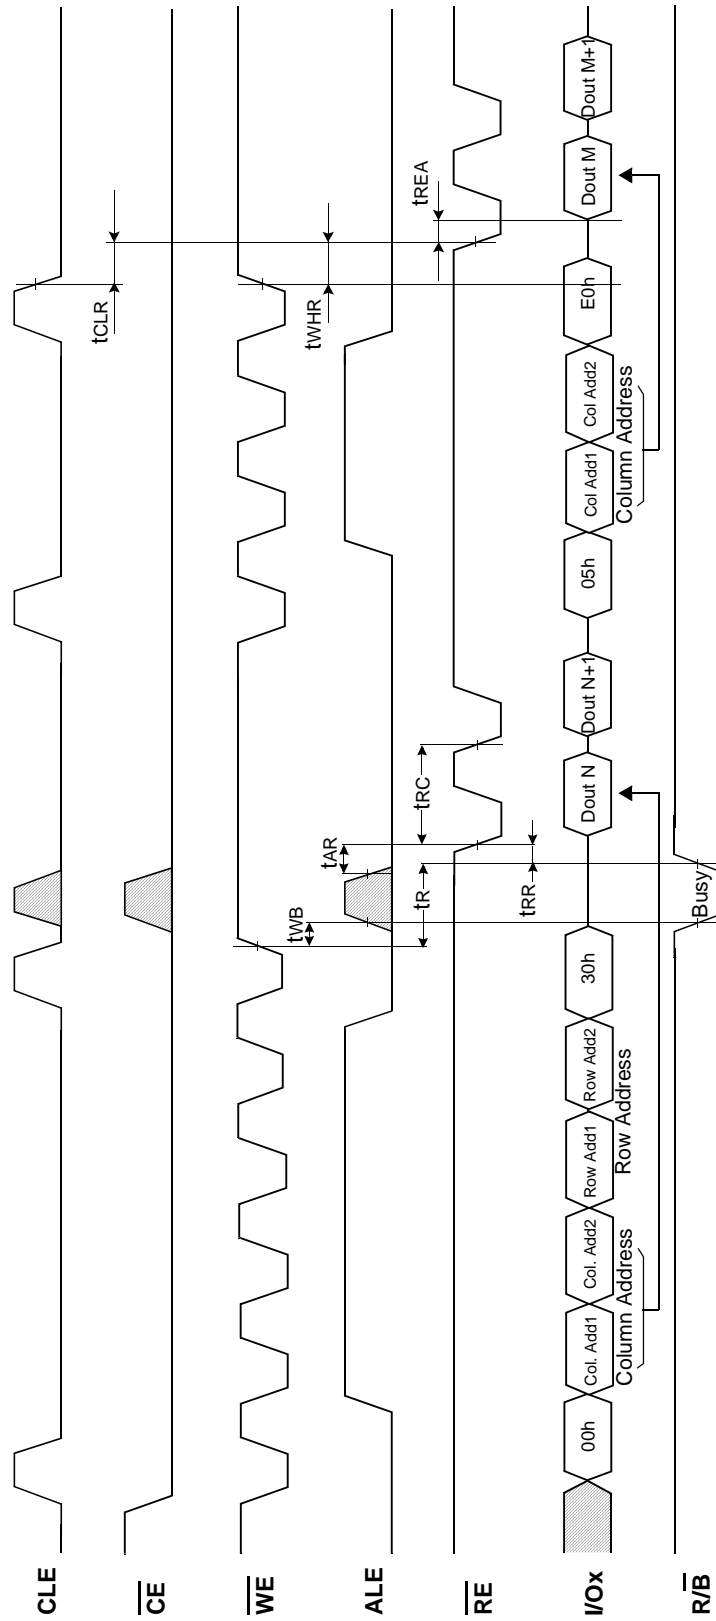 CLE
tCLR
CE
WE
tWB
tWHR
ALE
tAR
tR
tRC
tREA
RE
tRR
I/Ox
00h
Col. Add1
Col. Add2
Row Add1
Row Add2
30h
Dout N
Dout N+1
05h
Col Add1
Col Add2
E0h
Dout M
Dout M+1
Column Address
Row Address
Column Address
R/B
Busy